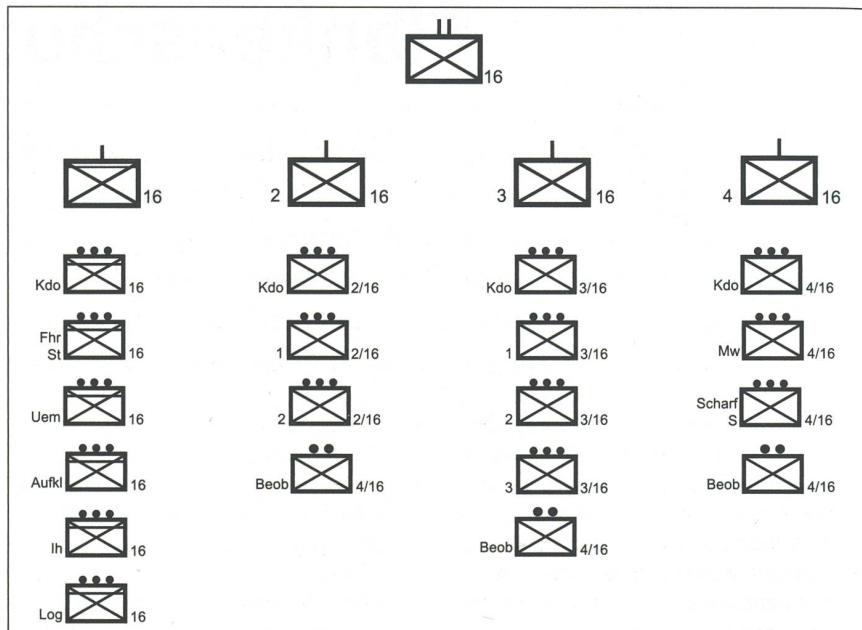 16
16
2 16
3 16
4 16
Kdo 16
Kdo 2/16
Kdo 3/16
Kdo 4/16
Fhr
St 16
1 2/16
1 3/16
Mw 4/16
Uem 16
2 2/16
2 3/16
Scharf
S 4/16
Aufkl 16
Beob 4/16
3 3/16
Beob 4/16
Ih 16
Beob 4/16
Log 16